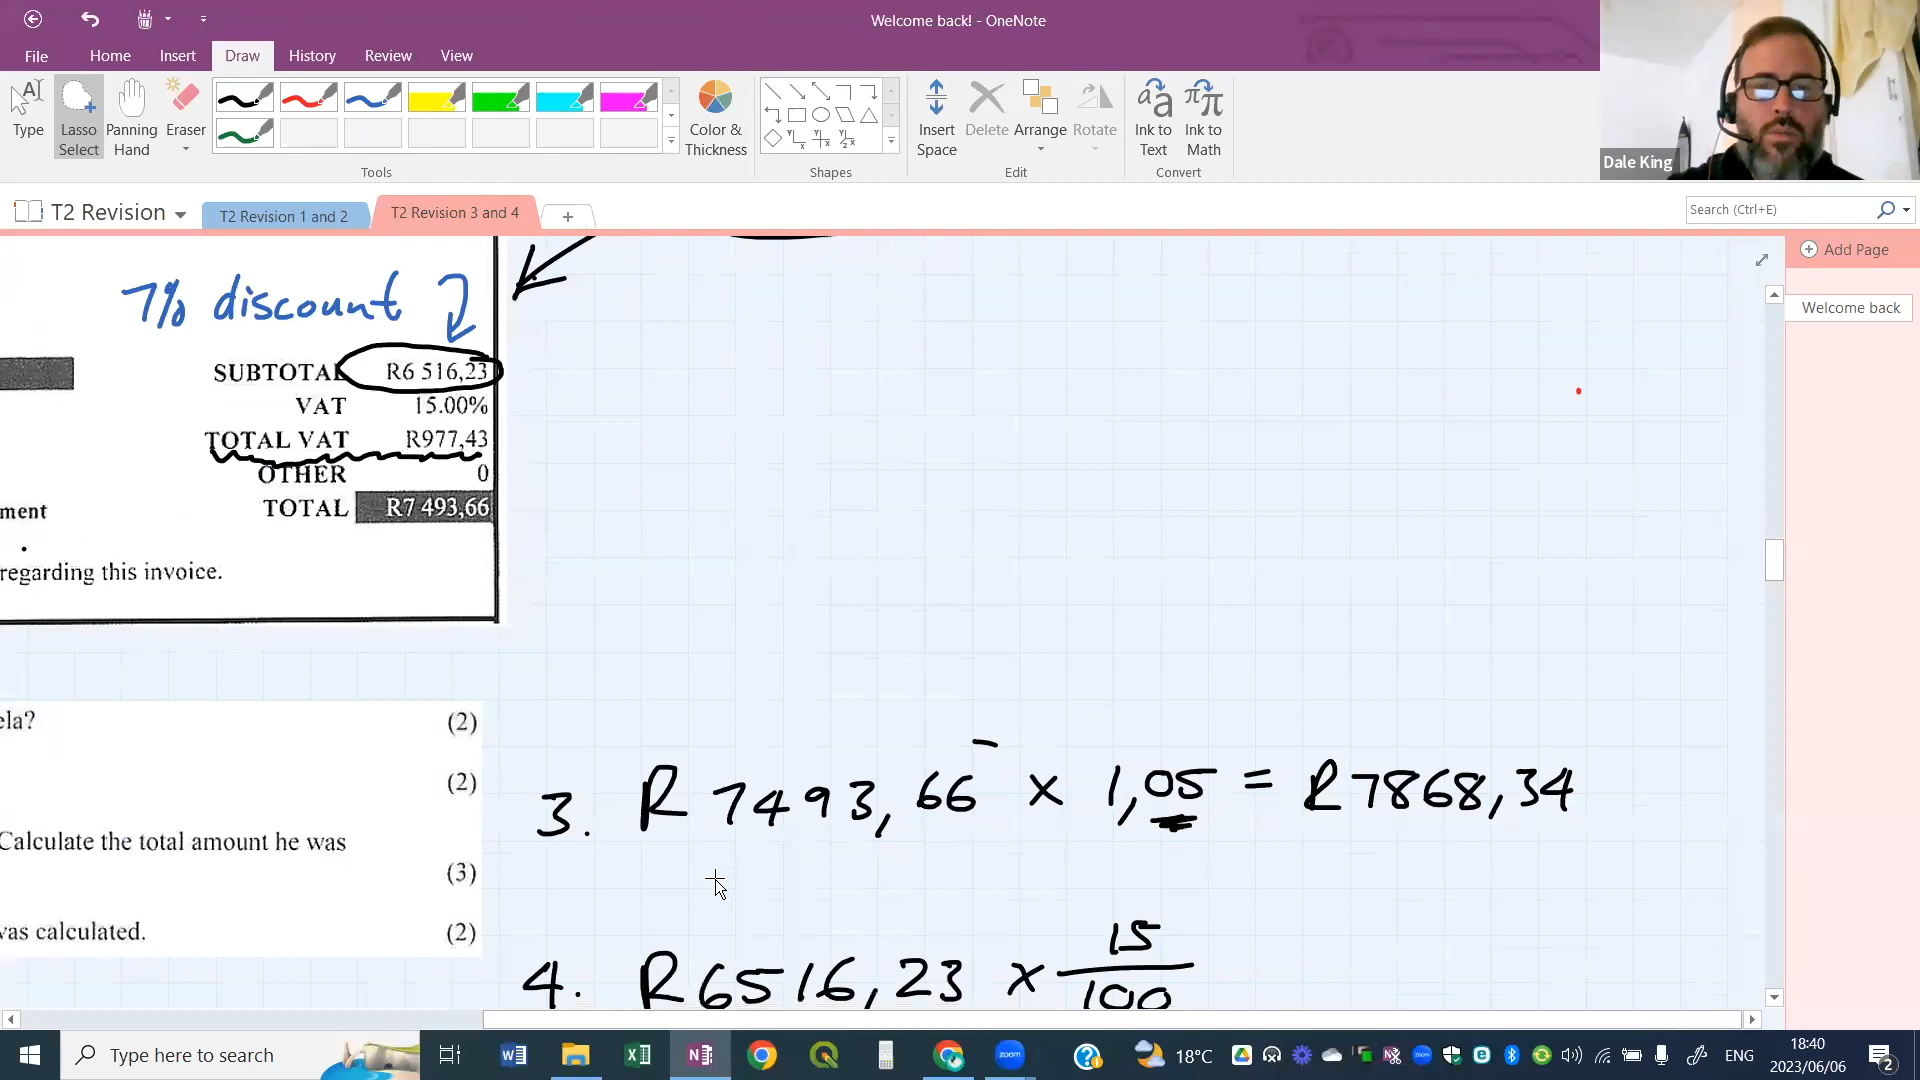 Welcome back! - OneNote
File Home Insert Draw History Review View
Type
Lasso Select
Panning Hand
Eraser
Color & Thickness
Insert Space
Delete
Arrange
Rotate
Ink to Text
Ink to Math
Tools
Shapes
Edit
Convert
Dale King
T2 Revision
T2 Revision 1 and 2
T2 Revision 3 and 4
Search (Ctrl+E)
Add Page
Welcome back
7% discount
SUBTOTAL R6 516,23
VAT 15.00%
TOTAL VAT R977,43
OTHER 0
TOTAL R7 493,66
ment
regarding this invoice.
ela? (2)
(2)
Calculate the total amount he was
(3)
was calculated. (2)
3. R 7493,66 × 1,05 = R7868,34
4. R6516,23 × 15
100
Type here to search
18°C
ENG
18:40
2023/06/06
2